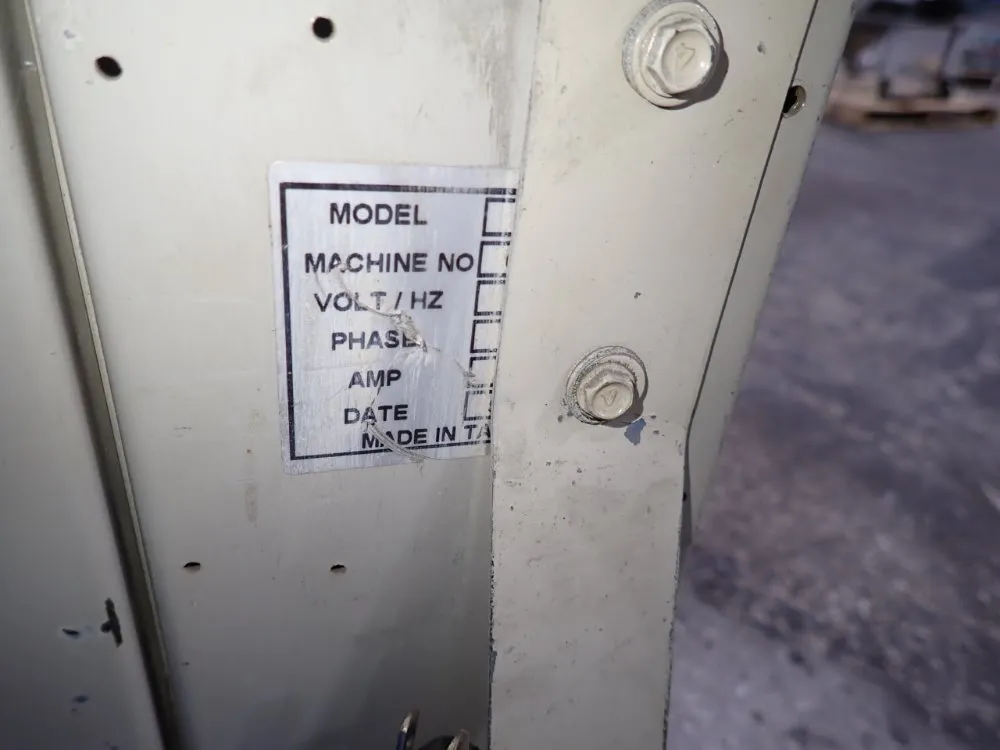 MODEL
MACHINE NO
VOLT / HZ
PHASE
AMP
DATE
MADE IN TA